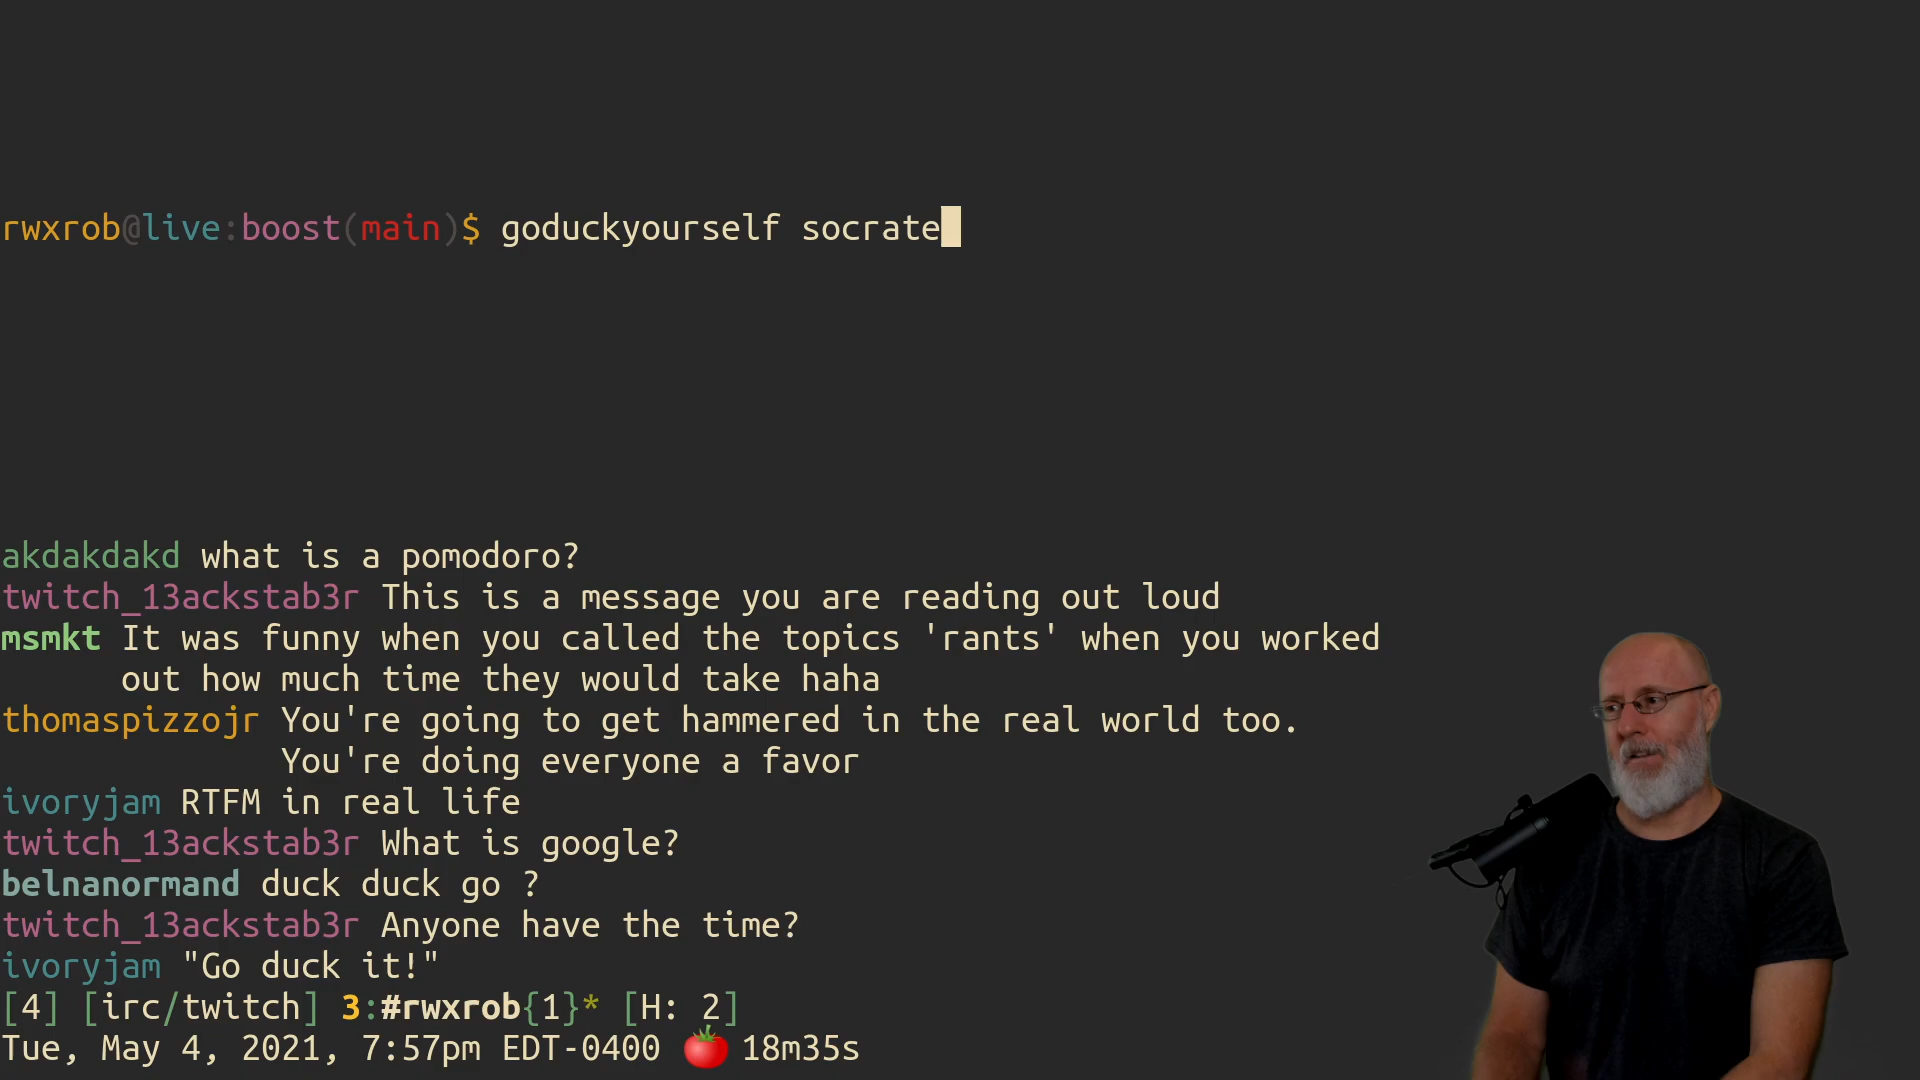 rwxrob@live:boost(main)$ goduckyourself socrate
akdakdakd what is a pomodoro?
twitch_13ackstab3r This is a message you are reading out loud
msmkt It was funny when you called the topics 'rants' when you worked
out how much time they would take haha
thomaspizzojr You're going to get hammered in the real world too.
You're doing everyone a favor
ivoryjam RTFM in real life
twitch_13ackstab3r What is google?
belnanormand duck duck go ?
twitch_13ackstab3r Anyone have the time?
ivoryjam "Go duck it!"
[4] [irc/twitch] 3:#rwxrob{1}* [H: 2]
Tue, May 4, 2021, 7:57pm EDT-0400 🍅 18m35s